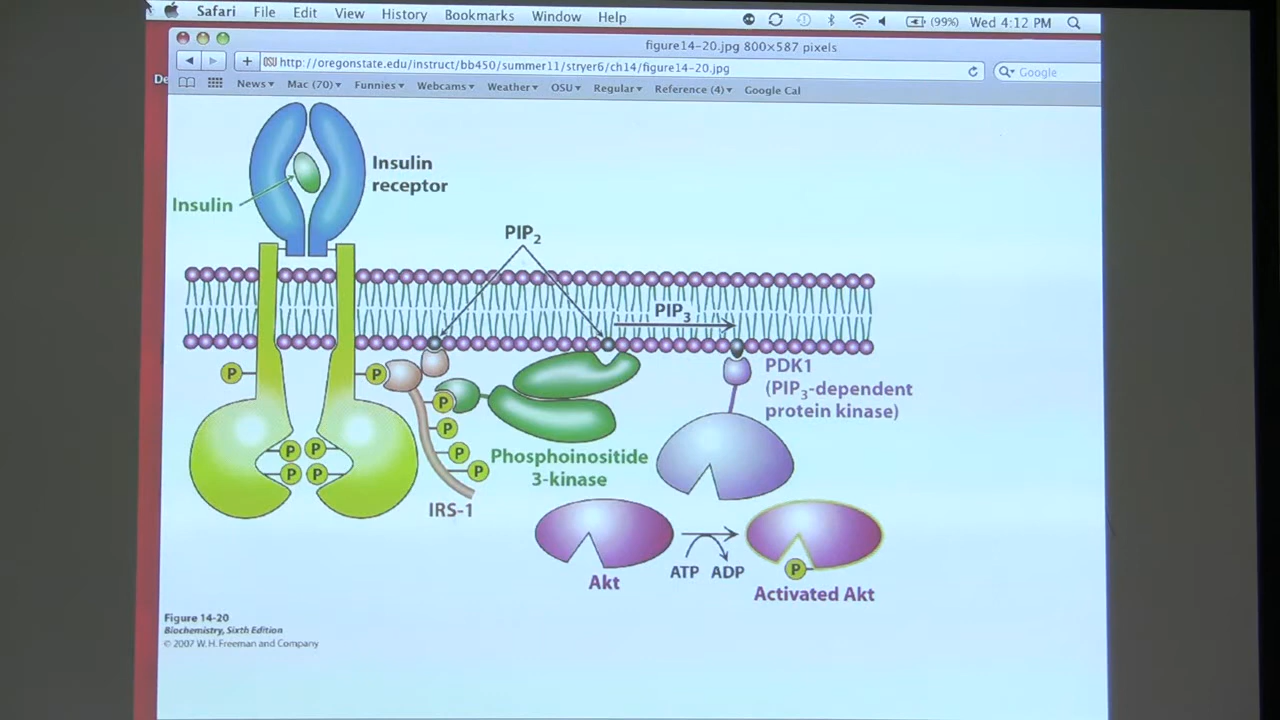 Safari File Edit View History Bookmarks Window Help (99%) Wed 4:12 PM
figure14-20.jpg 800×587 pixels
http://oregonstate.edu/instruct/bb450/summer11/stryer6/ch14/figure14-20.jpg
Google
De
News Mac (70) Funnies Webcams Weather OSU Regular Reference (4) Google Cal
Insulin
receptor
Insulin
PIP2
PIP3
P
P
PDK1
(PIP3-dependent
protein kinase)
P
P
P P
P
P P
P
Phosphoinositide
3-kinase
IRS-1
Akt
ATP ADP
P
Activated Akt
Figure 14-20
Biochemistry, Sixth Edition
© 2007 W. H. Freeman and Company